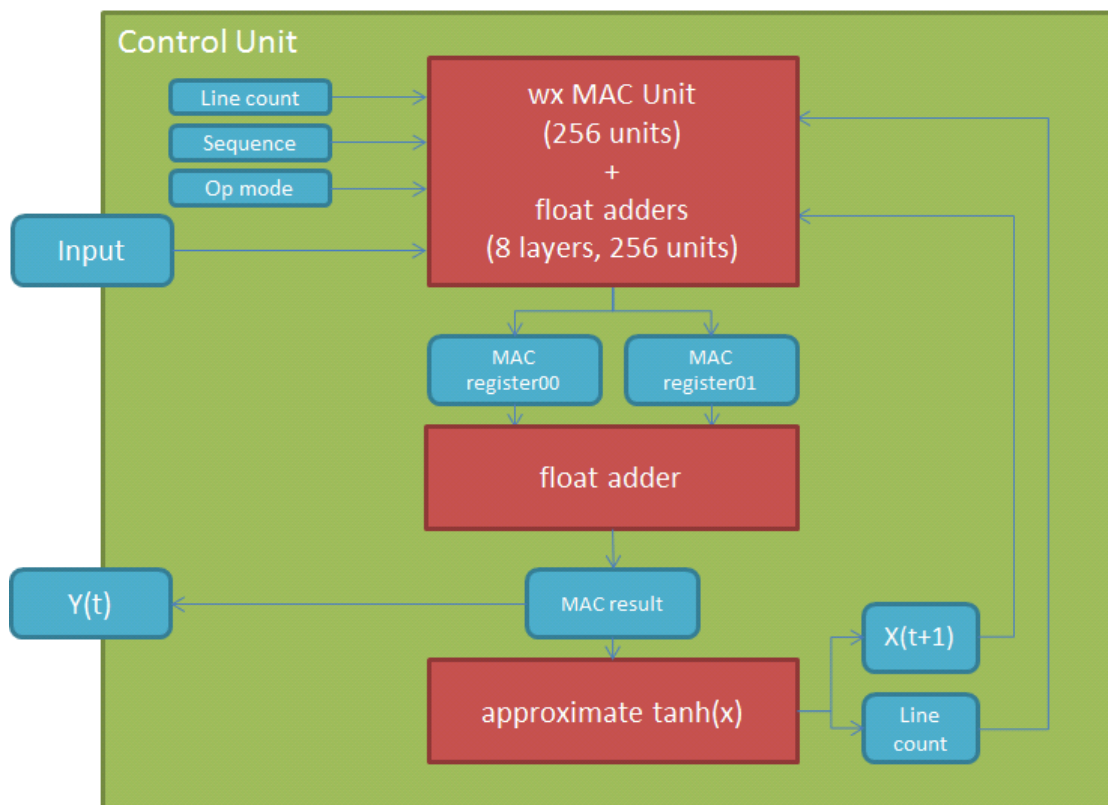 Control Unit
Line count
Sequence
Op mode
Input
wx MAC Unit
(256 units)
+
float adders
(8 layers, 256 units)
MAC
register00
MAC
register01
float adder
Y(t)
MAC result
X(t+1)
approximate tanh(x)
Line
count